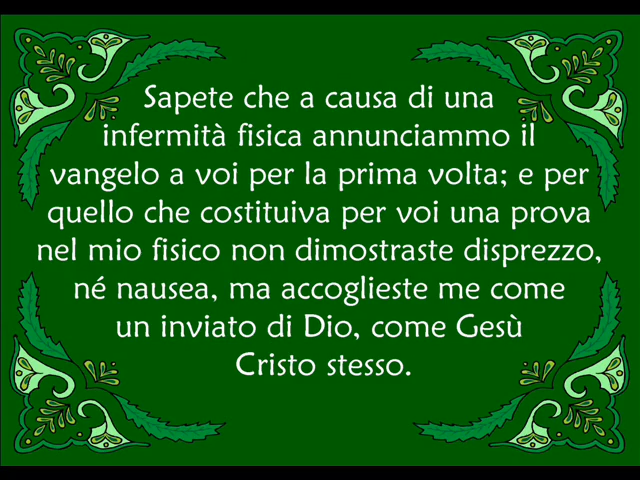 Sapete che a causa di una
infermità fisica annunciammo il
vangelo a voi per la prima volta; e per
quello che costituiva per voi una prova
nel mio fisico non dimostraste disprezzo,
né nausea, ma accoglieste me come
un inviato di Dio, come Gesù
Cristo stesso.